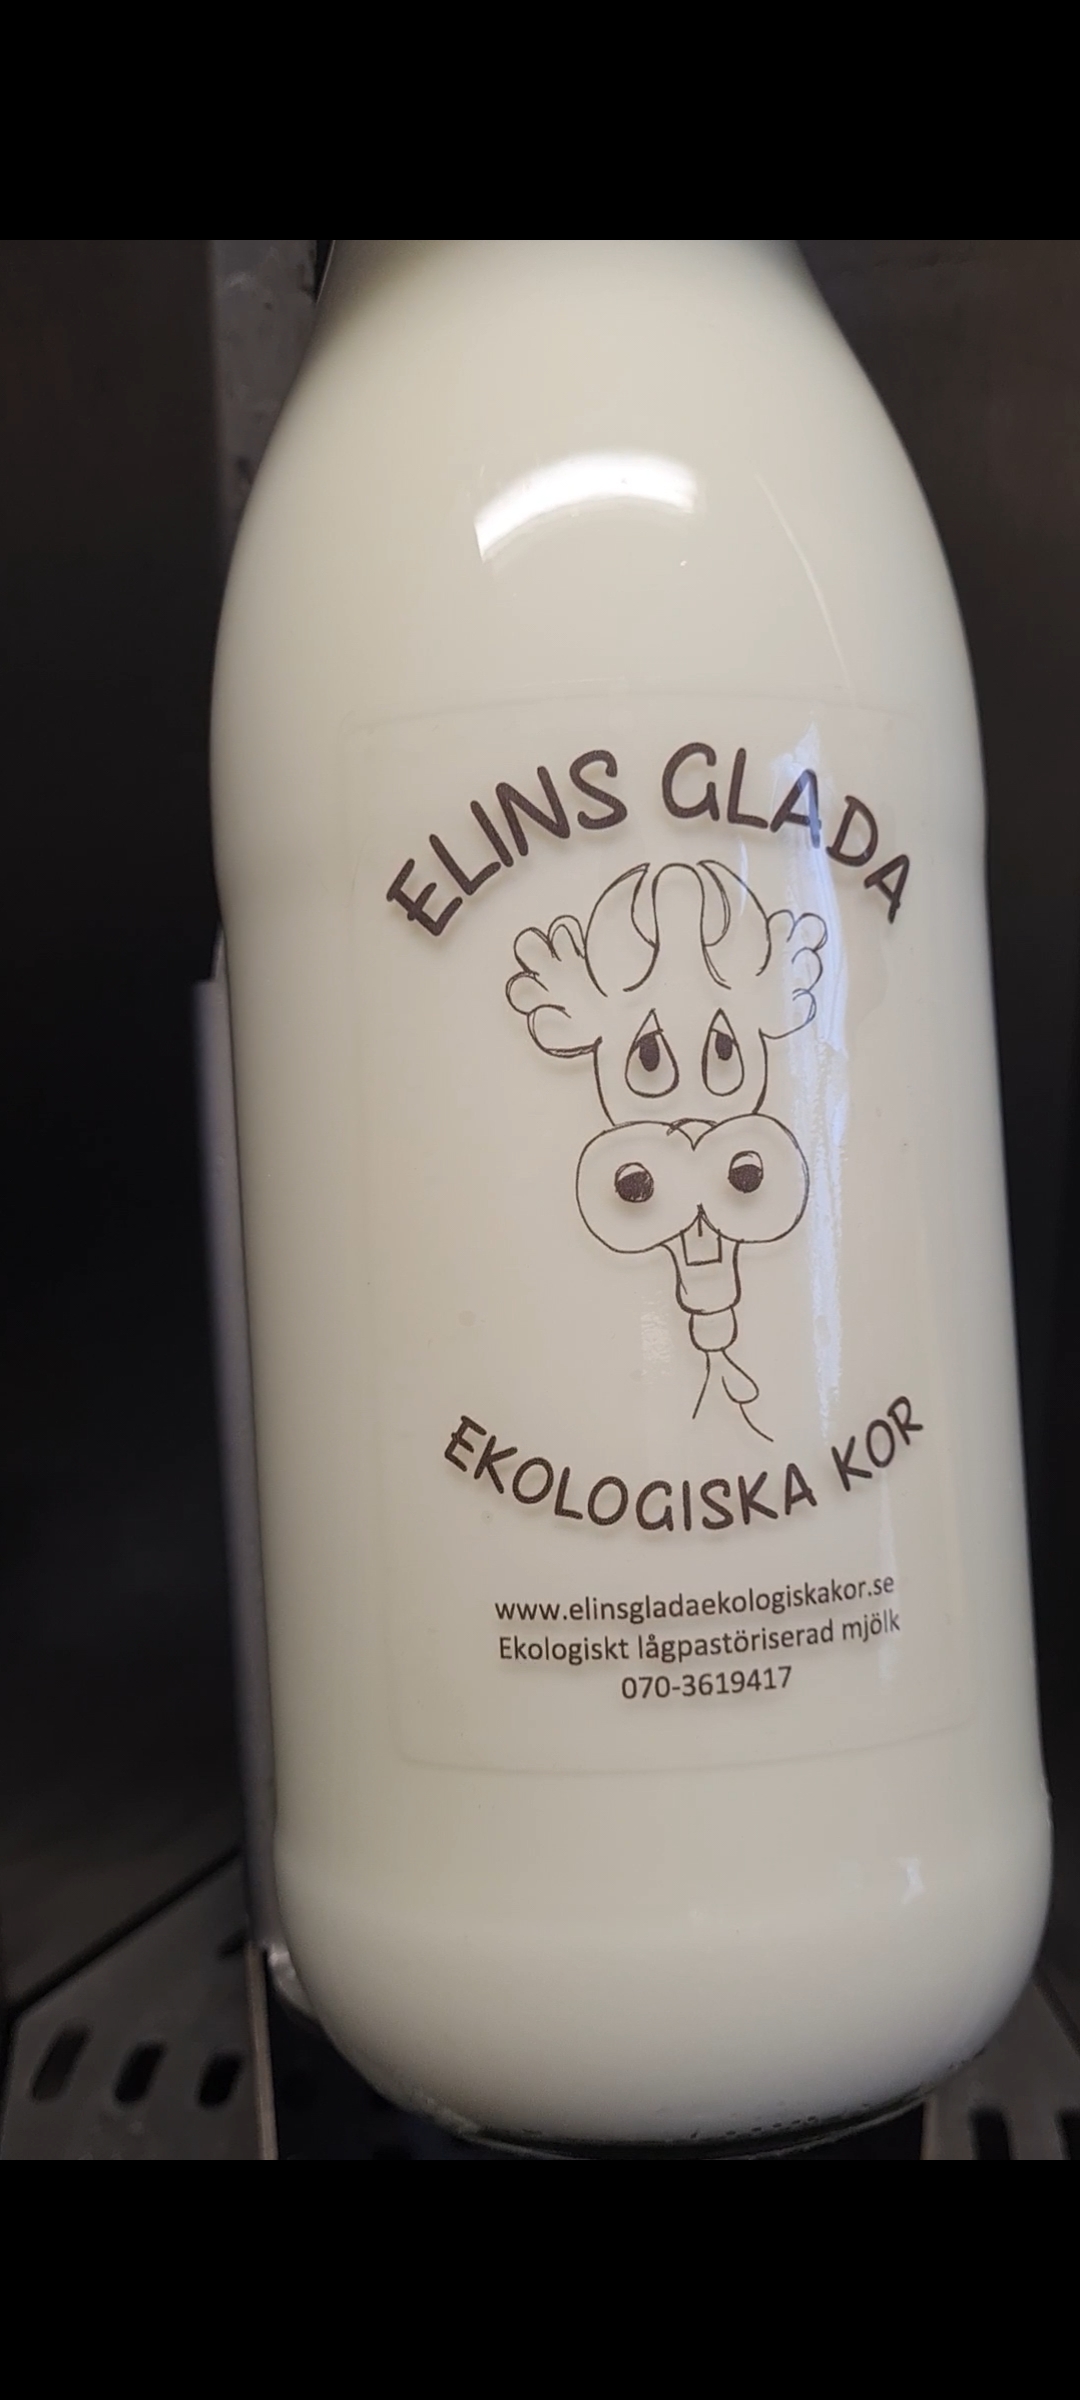 ELINS GLADA
EKOLOGISKA KOR
www.elinsgladaekologiskakor.se
Ekologiskt lågpastöriserad mjölk
070-3619417